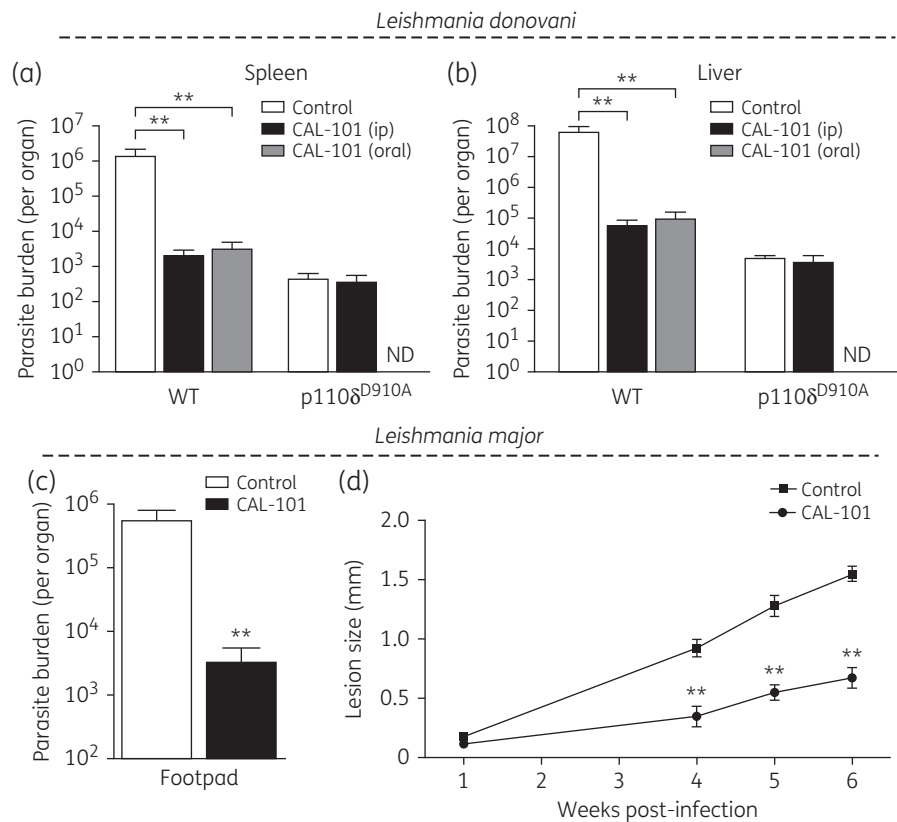 Leishmania donovani
(a)
Spleen
Control
CAL-101 (ip)
CAL-101 (oral)
**
**
Parasite burden (per organ)
10⁷
10⁶
10⁵
10⁴
10³
10²
10¹
10⁰
ND
WT
p110δᴰ⁹¹⁰ᴬ
(b)
Liver
Control
CAL-101 (ip)
CAL-101 (oral)
**
**
Parasite burden (per organ)
10⁸
10⁷
10⁶
10⁵
10⁴
10³
10²
10¹
10⁰
ND
WT
p110δᴰ⁹¹⁰ᴬ
Leishmania major
(c)
Control
CAL-101
Parasite burden (per organ)
10⁶
10⁵
10⁴
10³
10²
**
Footpad
(d)
Control
CAL-101
Lesion size (mm)
2.0
1.5
1.0
0.5
0
**
**
**
1 2 3 4 5 6
Weeks post-infection